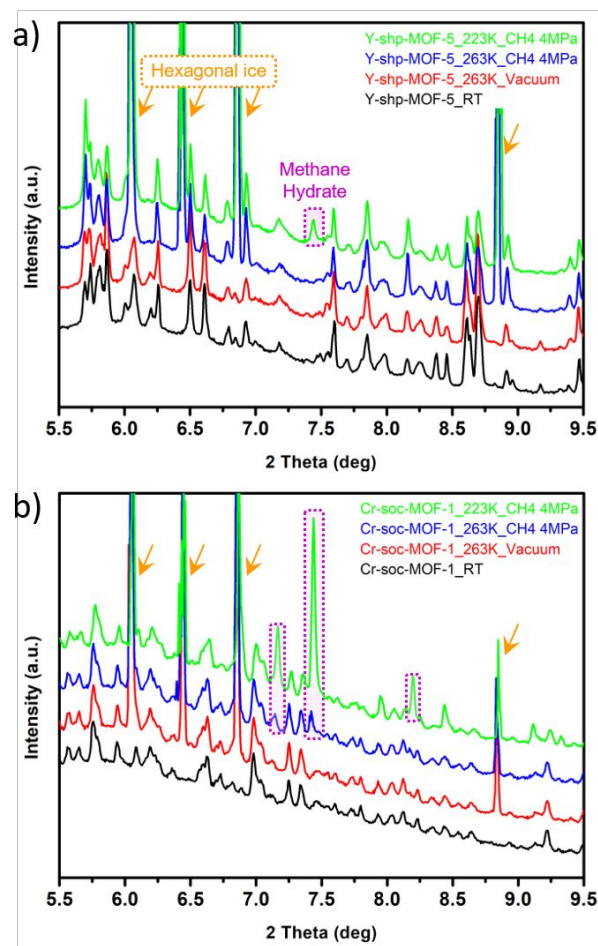 a)
Y-shp-MOF-5_223K_CH4 4MPa
Y-shp-MOF-5_263K_CH4 4MPa
Y-shp-MOF-5_263K_Vacuum
Y-shp-MOF-5_RT
Hexagonal ice
Methane
Hydrate
Intensity (a.u.)
5.5 6.0 6.5 7.0 7.5 8.0 8.5 9.0 9.5
2 Theta (deg)
b)
Cr-soc-MOF-1_223K_CH4 4MPa
Cr-soc-MOF-1_263K_CH4 4MPa
Cr-soc-MOF-1_263K_Vacuum
Cr-soc-MOF-1_RT
Intensity (a.u.)
5.5 6.0 6.5 7.0 7.5 8.0 8.5 9.0 9.5
2 Theta (deg)